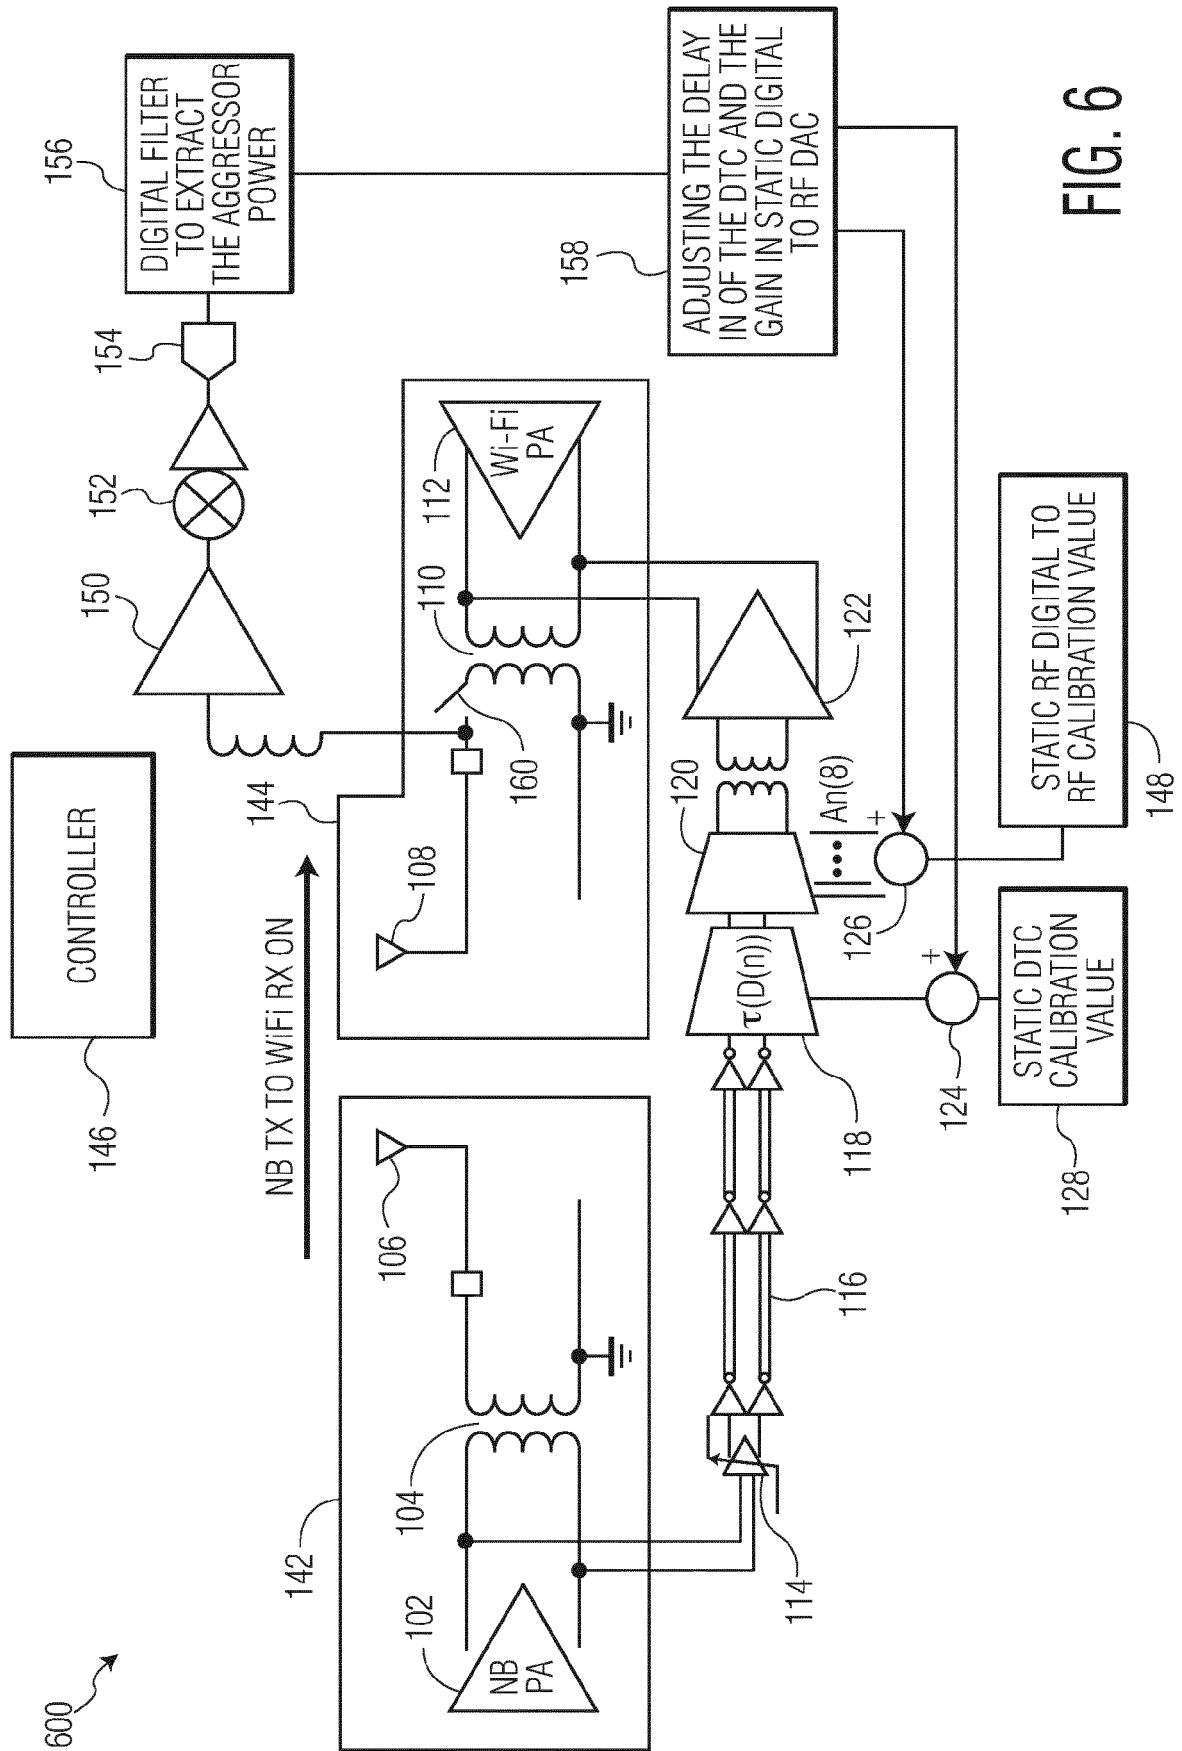 600
146
CONTROLLER
NB TX TO WiFi RX ON
142
102
NB
PA
104
106
144
108
160
110
112
Wi-Fi
PA
150
152
154
156
DIGITAL FILTER
TO EXTRACT
THE AGGRESSOR
POWER
158
ADJUSTING THE DELAY
IN OF THE DTC AND THE
GAIN IN STATIC DIGITAL
TO RF DAC
114
116
118
τ(D(n))
120
An(8)
122
126
+
124
+
128
STATIC DTC
CALIBRATION
VALUE
148
STATIC RF DIGITAL TO
RF CALIBRATION VALUE
FIG. 6